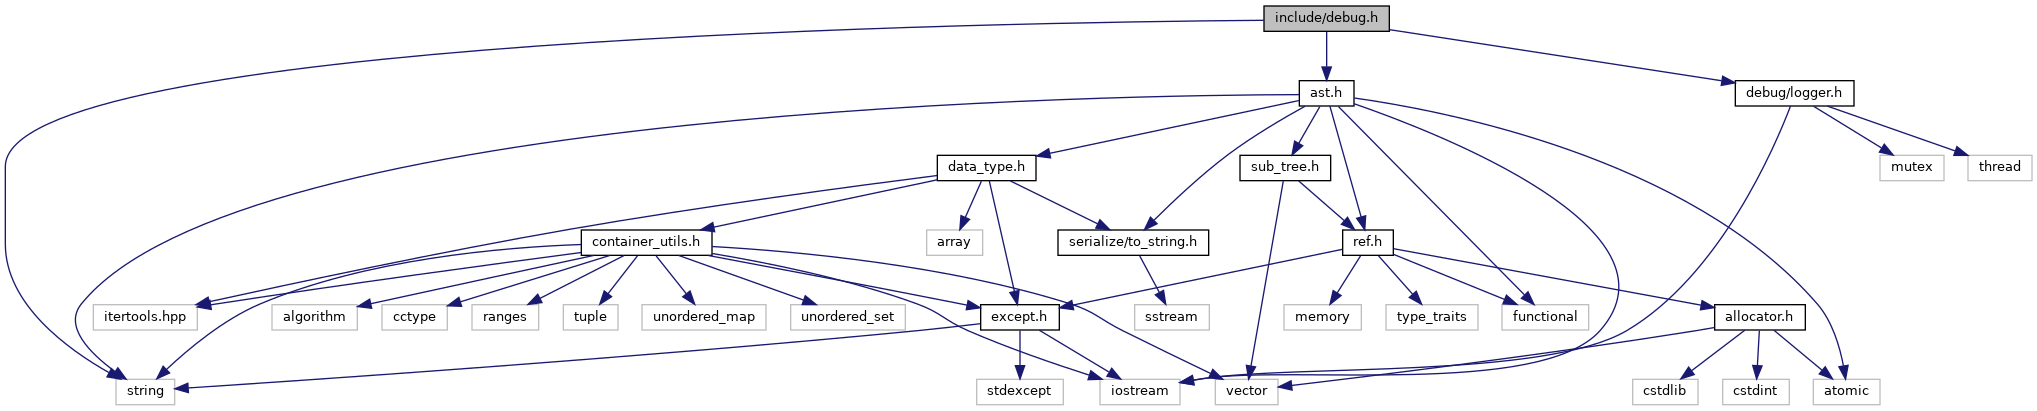 include/debug.h
ast.h
debug/logger.h
data_type.h
sub_tree.h
mutex
thread
container_utils.h
array
serialize/to_string.h
ref.h
itertools.hpp
algorithm
cctype
ranges
tuple
unordered_map
unordered_set
except.h
sstream
memory
type_traits
functional
allocator.h
string
stdexcept
iostream
vector
cstdlib
cstdint
atomic